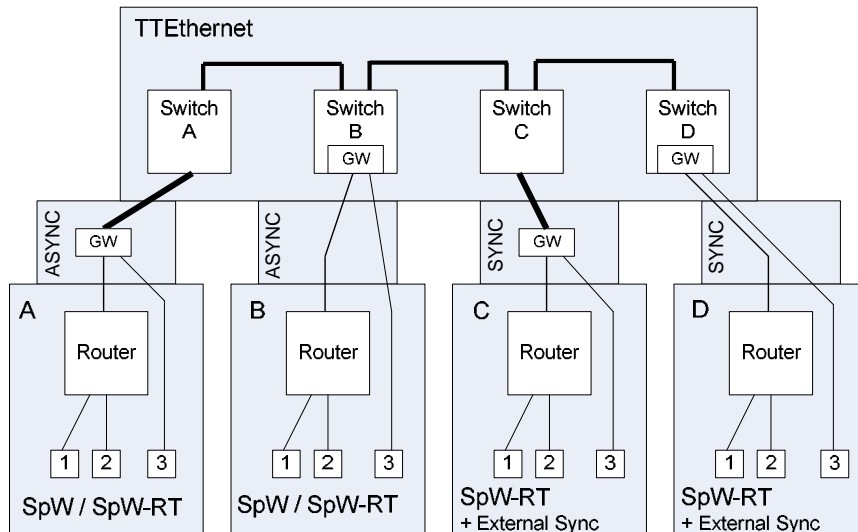 TTEthernet
Switch
A
Switch
B
GW
Switch
C
Switch
D
GW
ASYNC
GW
ASYNC
SYNC
GW
SYNC
A
Router
1 2 3
SpW / SpW-RT
B
Router
1 2 3
SpW / SpW-RT
C
Router
1 2 3
SpW-RT
+ External Sync
D
Router
1 2 3
SpW-RT
+ External Sync